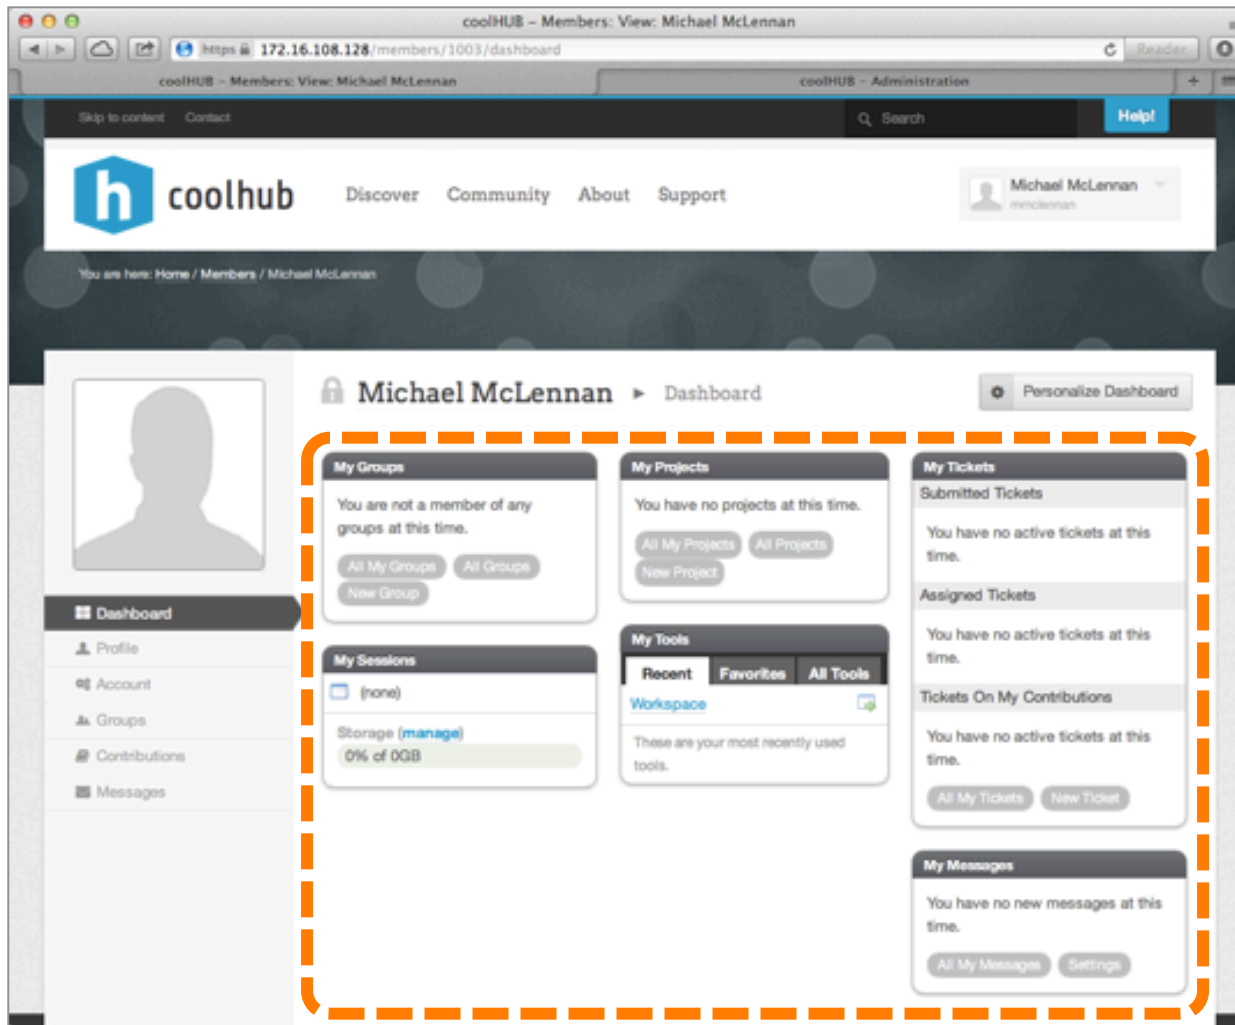 coolHUB – Members: View: Michael McLennan
https 172.16.108.128/members/1003/dashboard
Reader
coolHUB – Members: View: Michael McLennan
coolHUB – Administration
Skip to content Contact
Search
Help!
h coolhub
Discover Community About Support
Michael McLennan
mmclennan
You are here: Home / Members / Michael McLennan
Michael McLennan ► Dashboard
Personalize Dashboard
Dashboard
Profile
Account
Groups
Contributions
Messages
My Groups
You are not a member of any
groups at this time.
All My Groups All Groups
New Group
My Sessions
(none)
Storage (manage)
0% of 0GB
My Projects
You have no projects at this time.
All My Projects All Projects
New Project
My Tools
Recent Favorites All Tools
Workspace
These are your most recently used
tools.
My Tickets
Submitted Tickets
You have no active tickets at this
time.
Assigned Tickets
You have no active tickets at this
time.
Tickets On My Contributions
You have no active tickets at this
time.
All My Tickets New Ticket
My Messages
You have no new messages at this
time.
All My Messages Settings